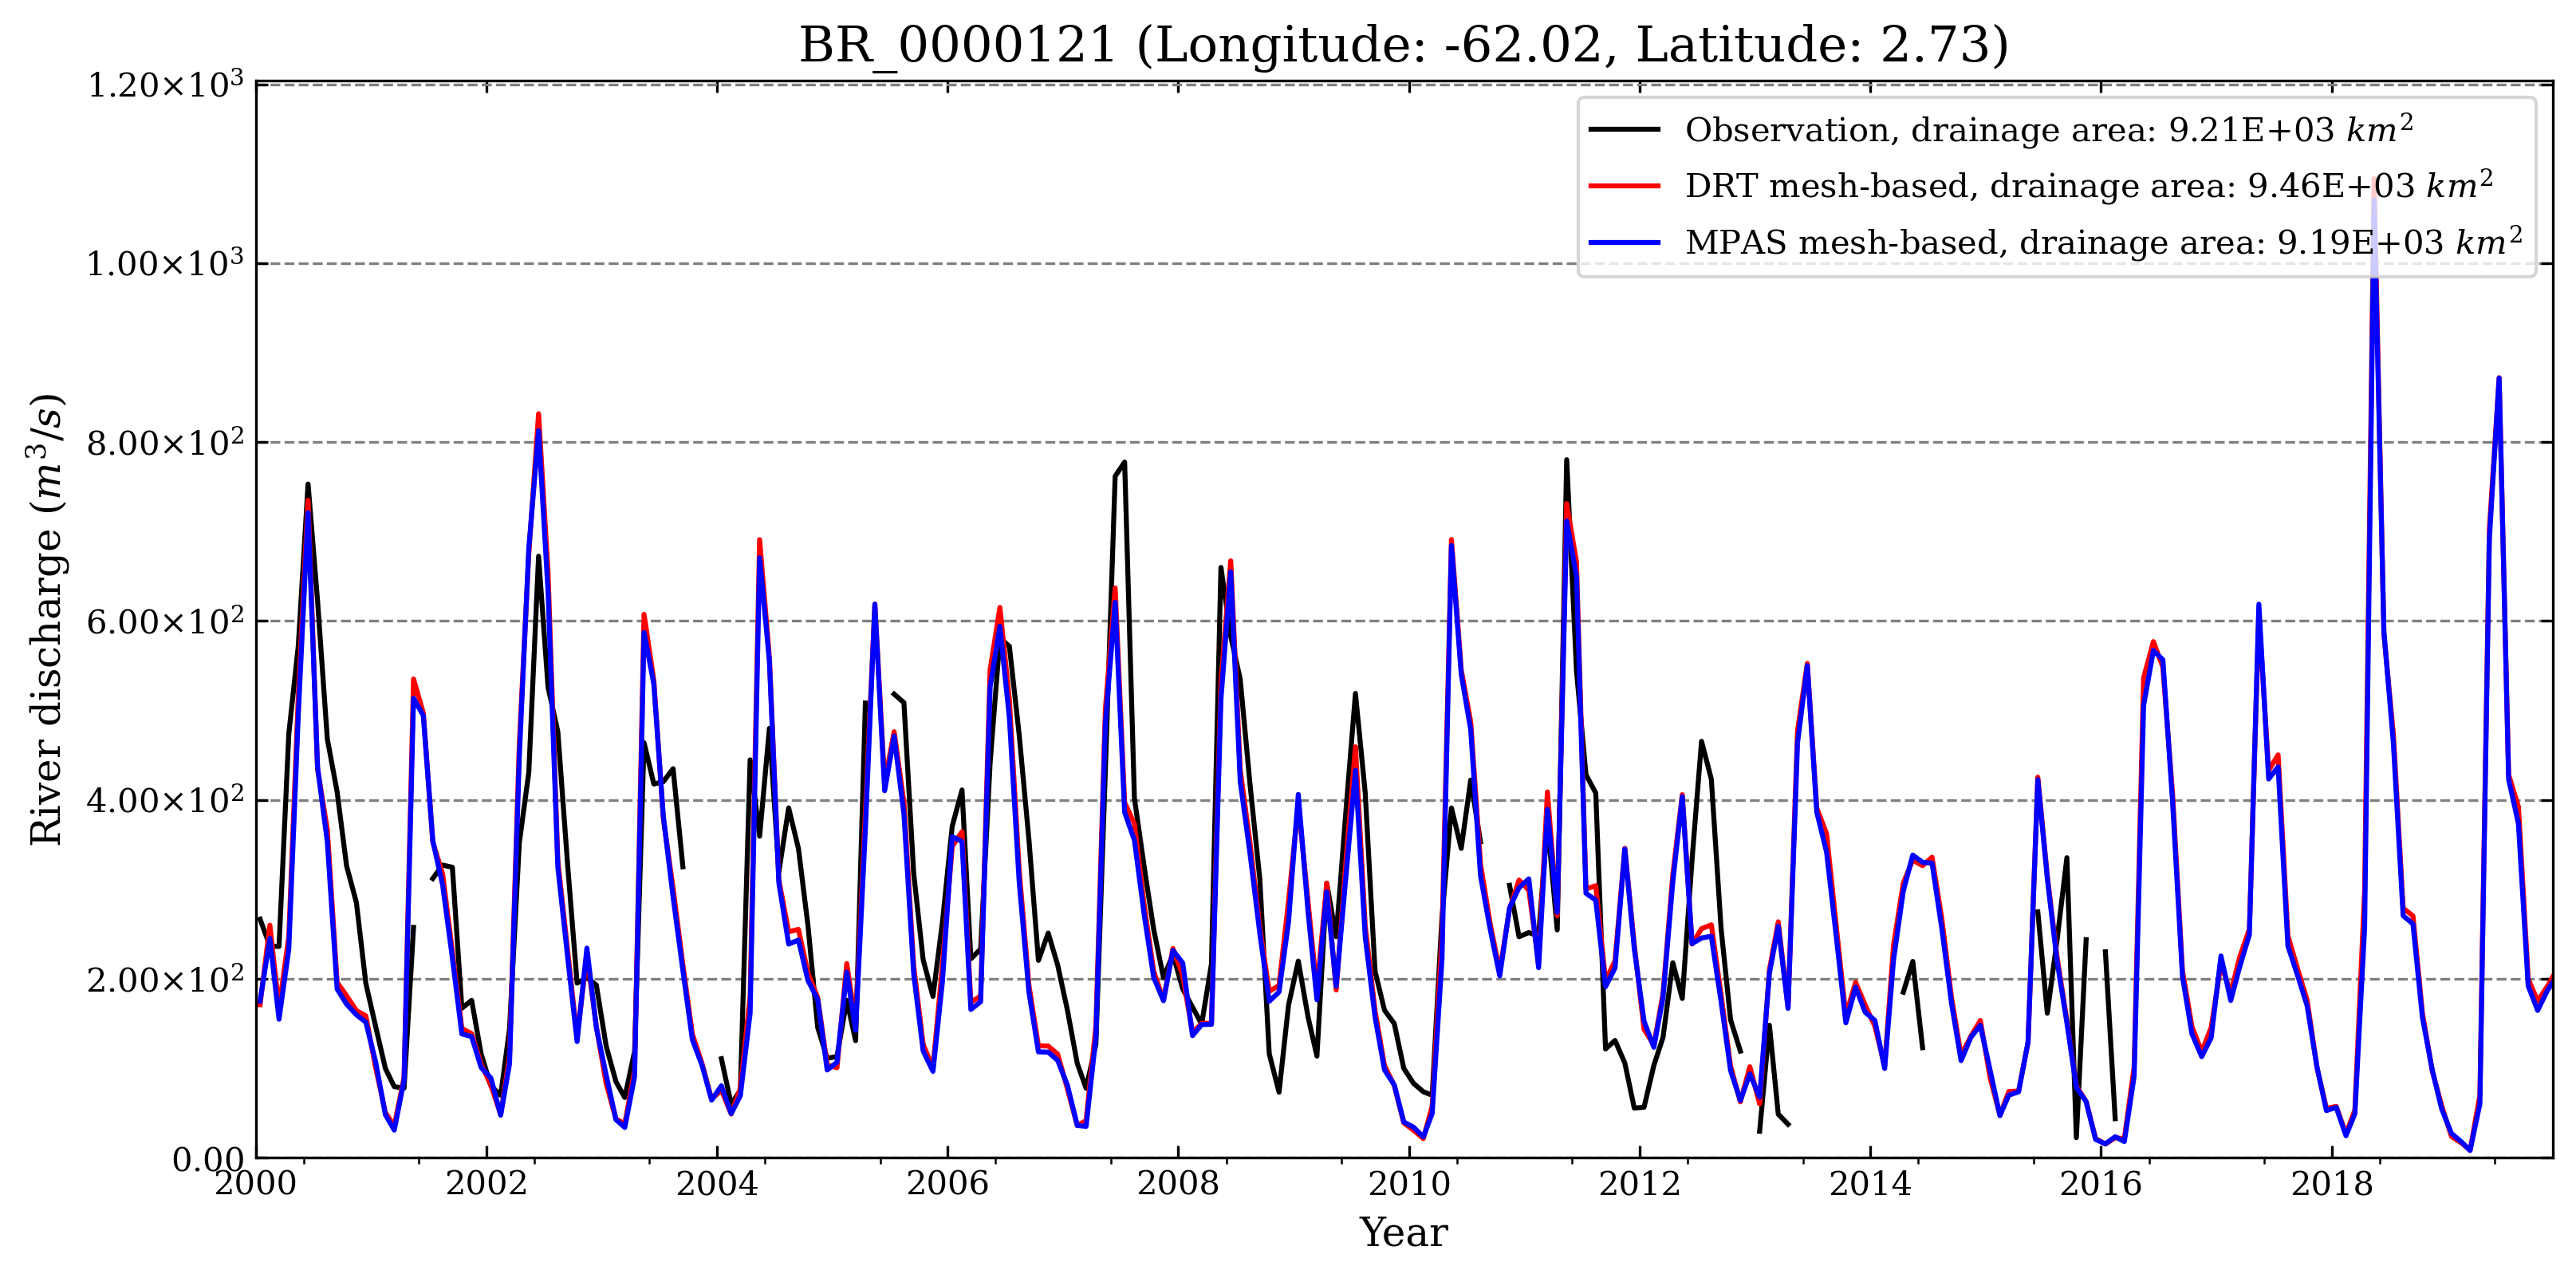 BR_0000121 (Longitude: -62.02, Latitude: 2.73)
1.20×10³
1.00×10³
8.00×10²
6.00×10²
4.00×10²
2.00×10²
0.00
River discharge (m³/s)
Observation, drainage area: 9.21E+03 km²
DRT mesh-based, drainage area: 9.46E+03 km²
MPAS mesh-based, drainage area: 9.19E+03 km²
2000 2002 2004 2006 2008 2010 2012 2014 2016 2018
Year